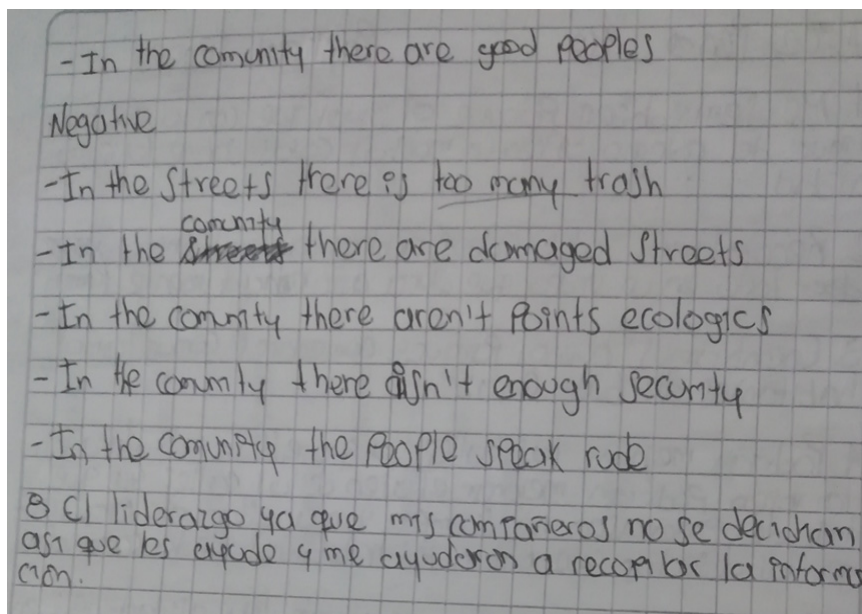 -In the comunity there are good peoples
Negative
-In the streets there is too many trash
comunity
-In the streets there are damaged streets
-In the comunity there aren't Points ecologics
-In the comunity there isn't enough security
-In the comunity the People speak rude
8 El liderazgo ya que mis compañeros no se decidian
asi que les ayude y me ayudaron a recopilar la informa
cion.